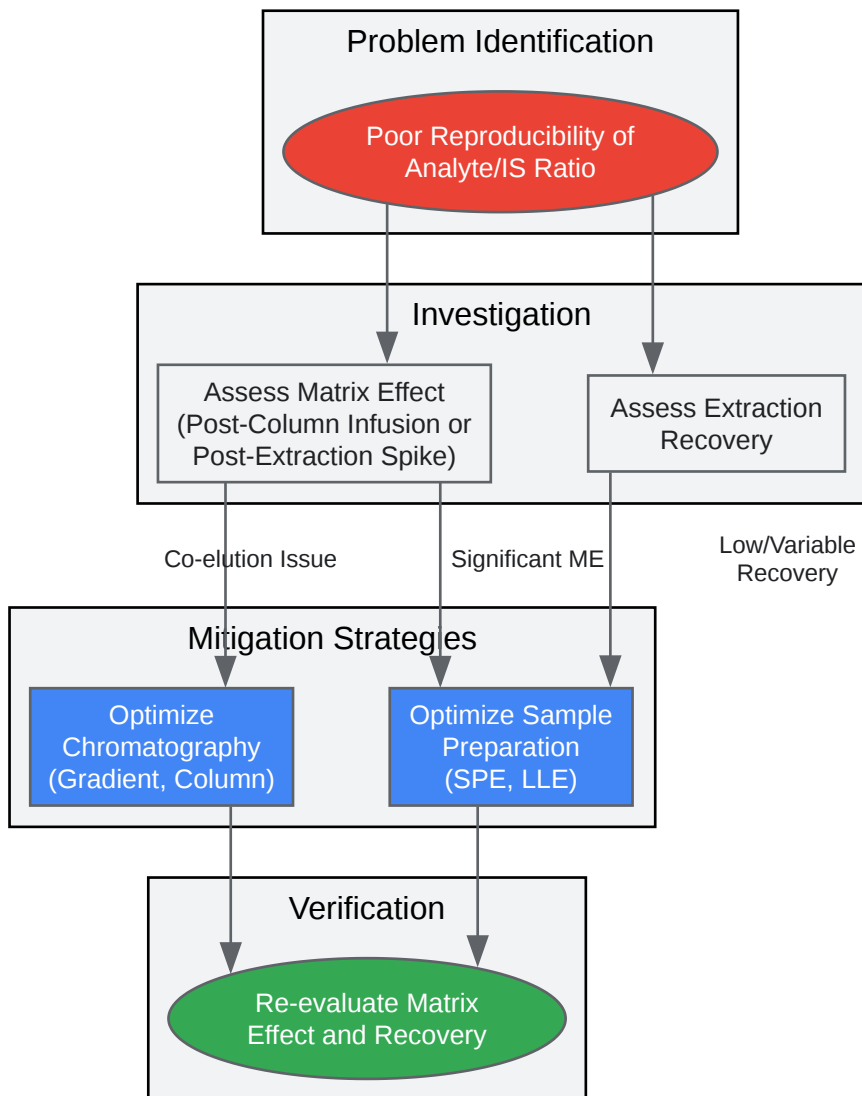 Problem Identification
Poor Reproducibility of
Analyte/IS Ratio
Investigation
Assess Matrix Effect
(Post-Column Infusion or
Post-Extraction Spike)
Assess Extraction
Recovery
Co-elution Issue
Significant ME
Low/Variable
Recovery
Mitigation Strategies
Optimize
Chromatography
(Gradient, Column)
Optimize Sample
Preparation
(SPE, LLE)
Verification
Re-evaluate Matrix
Effect and Recovery